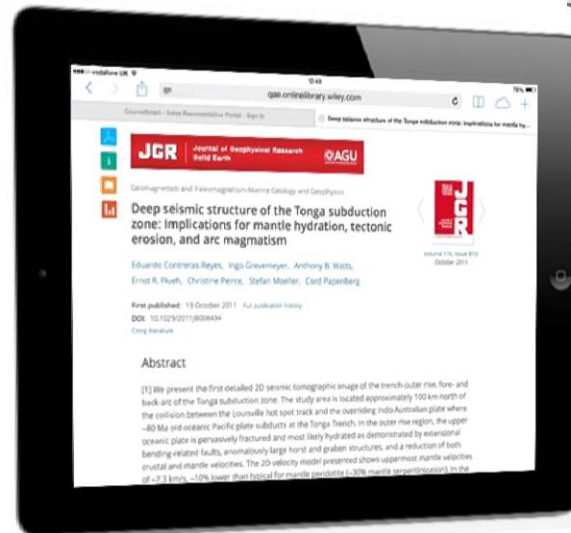 vodafone UK
12:43
75%
qae.onlinelibrary.wiley.com
Deep seismic structure of the Tonga subduction zone: Implications for mantle hy...
JGR
Journal of Geophysical Research
Solid Earth
AGU
Geomagnetism and Paleomagnetism/Marine Geology and Geophysics
Deep seismic structure of the Tonga subduction
zone: Implications for mantle hydration, tectonic
erosion, and arc magmatism
JGR
Volume 116, Issue B10
October 2011
Eduardo Contreras-Reyes, Ingo Grevemeyer, Anthony B. Watts,
Ernst R. Flueh, Christine Peirce, Stefan Moeller, Cord Papenberg
First published: 13 October 2011 Full publication history
DOI: 10.1029/2011JB008434
Citing literature
Abstract
[1] We present the first detailed 2D seismic tomographic image of the trench-outer rise, fore- and
back-arc of the Tonga subduction zone. The study area is located approximately 100 km north of
the collision between the Louisville hot spot track and the overriding Indo-Australian plate where
~80 Ma old oceanic Pacific plate subducts at the Tonga Trench. In the outer rise region, the upper
oceanic plate is pervasively fractured and most likely hydrated as demonstrated by extensional
bending-related faults, anomalously large horst and graben structures, and a reduction of both
crustal and mantle velocities. The 2D velocity model presented shows uppermost mantle velocities
of ~7.3 km/s, ~10% lower than typical for mantle peridotite (~30% mantle serpentinization). In the